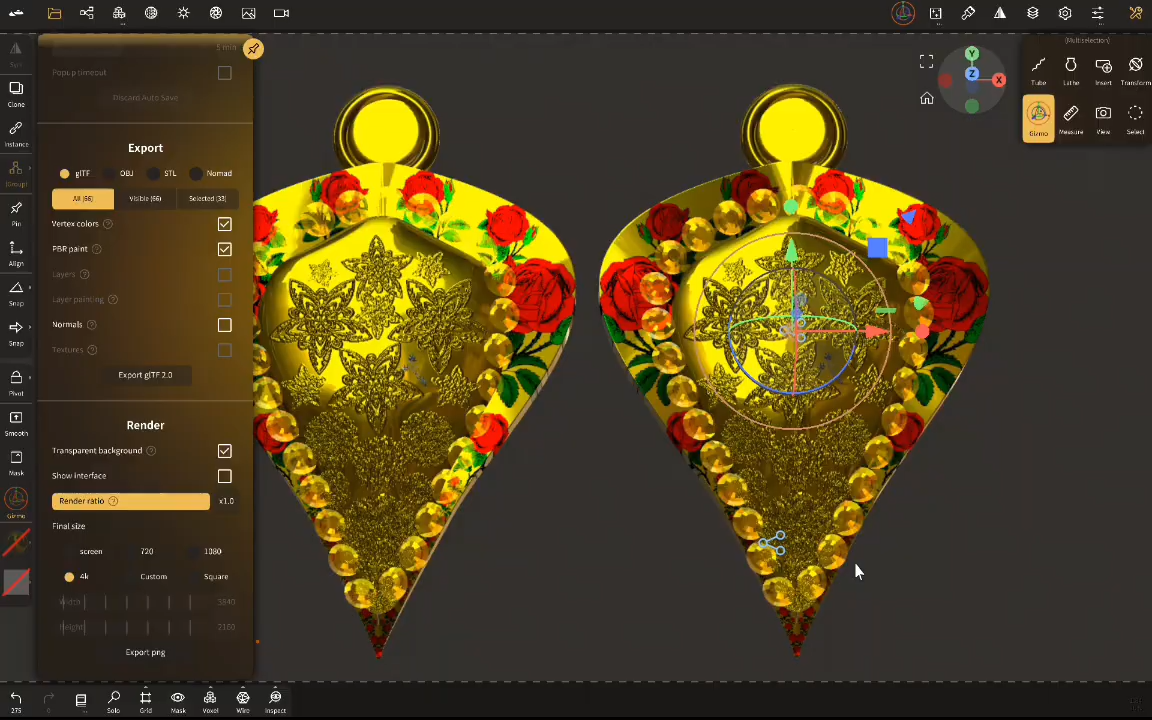 5 min
Popup timeout
Discard Auto Save
Export
glTF OBJ STL Nomad
All (66) Visible (66) Selected (33)
Vertex colors
PBR paint ?
Layers ?
Layer painting ?
Normals ?
Textures ?
Export glTF 2.0
Render
Transparent background ?
Show interface
Render ratio ? x1.0
Final size
screen 720 1080
4k Custom Square
Width 3840
Height 2160
Export png
Clone
Instance
Group
Pin
Align
Snap
Snap
Pivot
Smooth
Mask
Gizmo
275
0
Solo
Grid
Mask
Voxel
Wire
Inspect
Y
Z
X
(Multiselection)
Tube Lathe Insert Transform
Gizmo Measure View Select